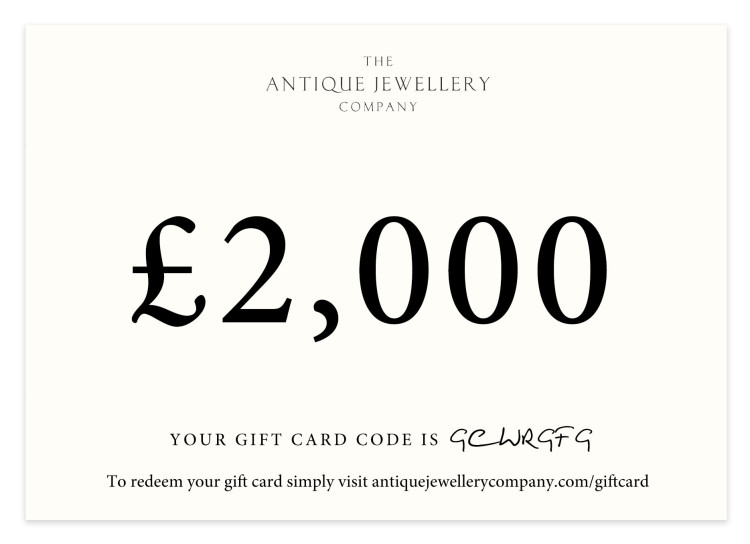 THE
ANTIQUE JEWELLERY
COMPANY
£2,000
YOUR GIFT CARD CODE IS GCWRGFG
To redeem your gift card simply visit antiquejewellerycompany.com/giftcard